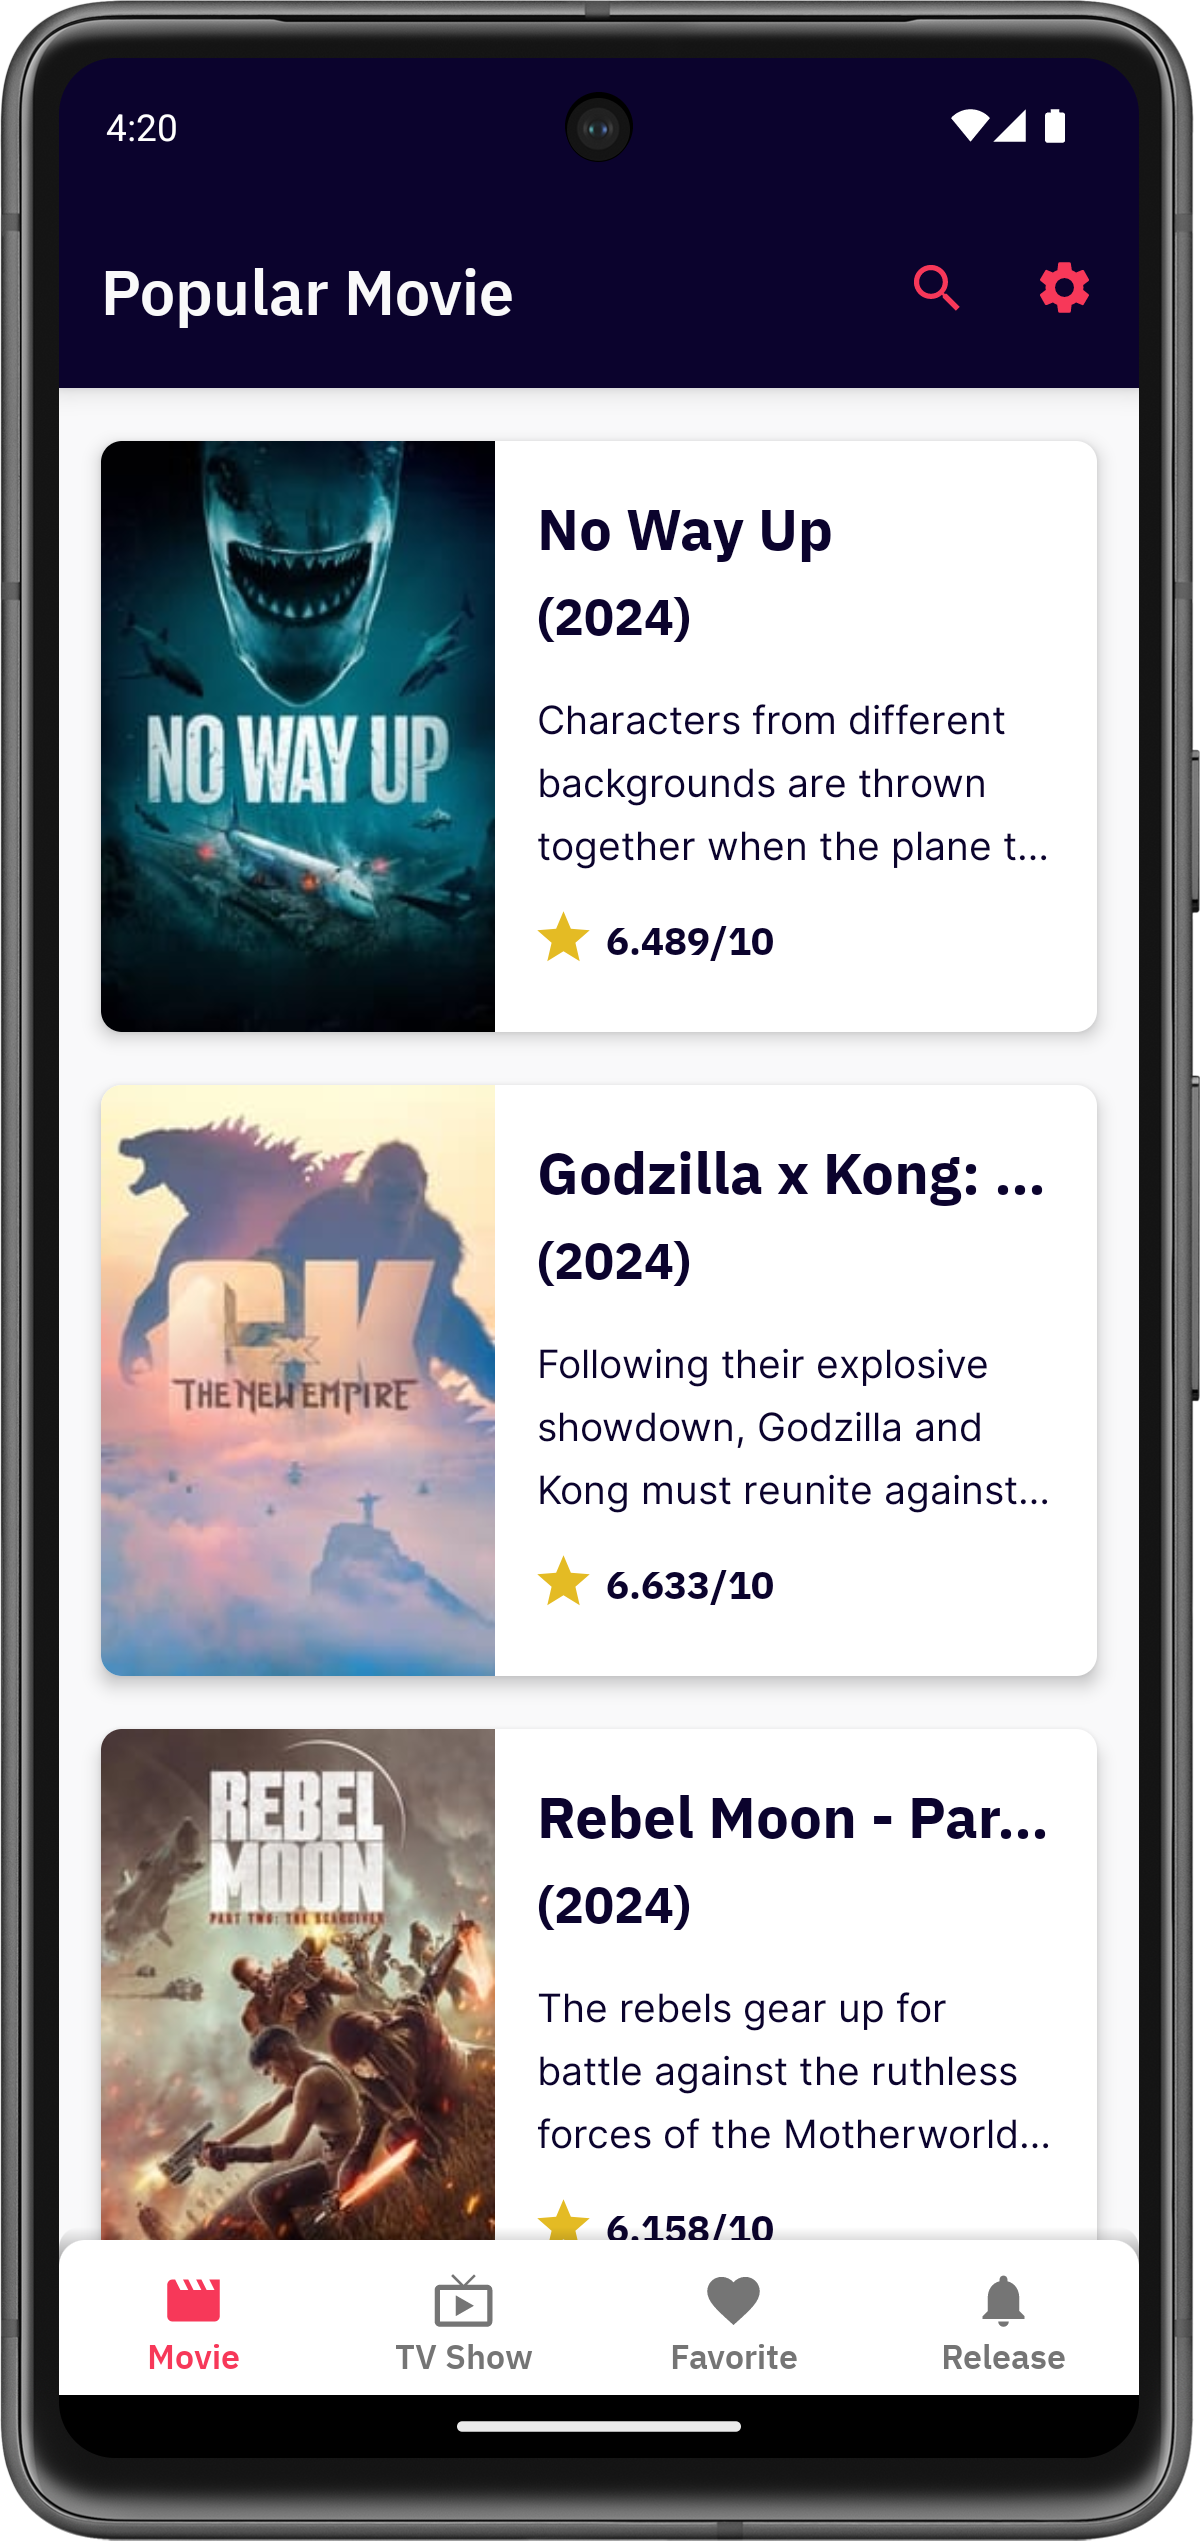 4:20
Popular Movie
NO WAY UP
No Way Up
(2024)
Characters from different
backgrounds are thrown
together when the plane t...
6.489/10
GxK
THE NEW EMPIRE
Godzilla x Kong: ...
(2024)
Following their explosive
showdown, Godzilla and
Kong must reunite against...
6.633/10
REBEL
MOON
PART TWO: THE SCARGIVER
Rebel Moon - Par...
(2024)
The rebels gear up for
battle against the ruthless
forces of the Motherworld...
6.158/10
Movie
TV Show
Favorite
Release